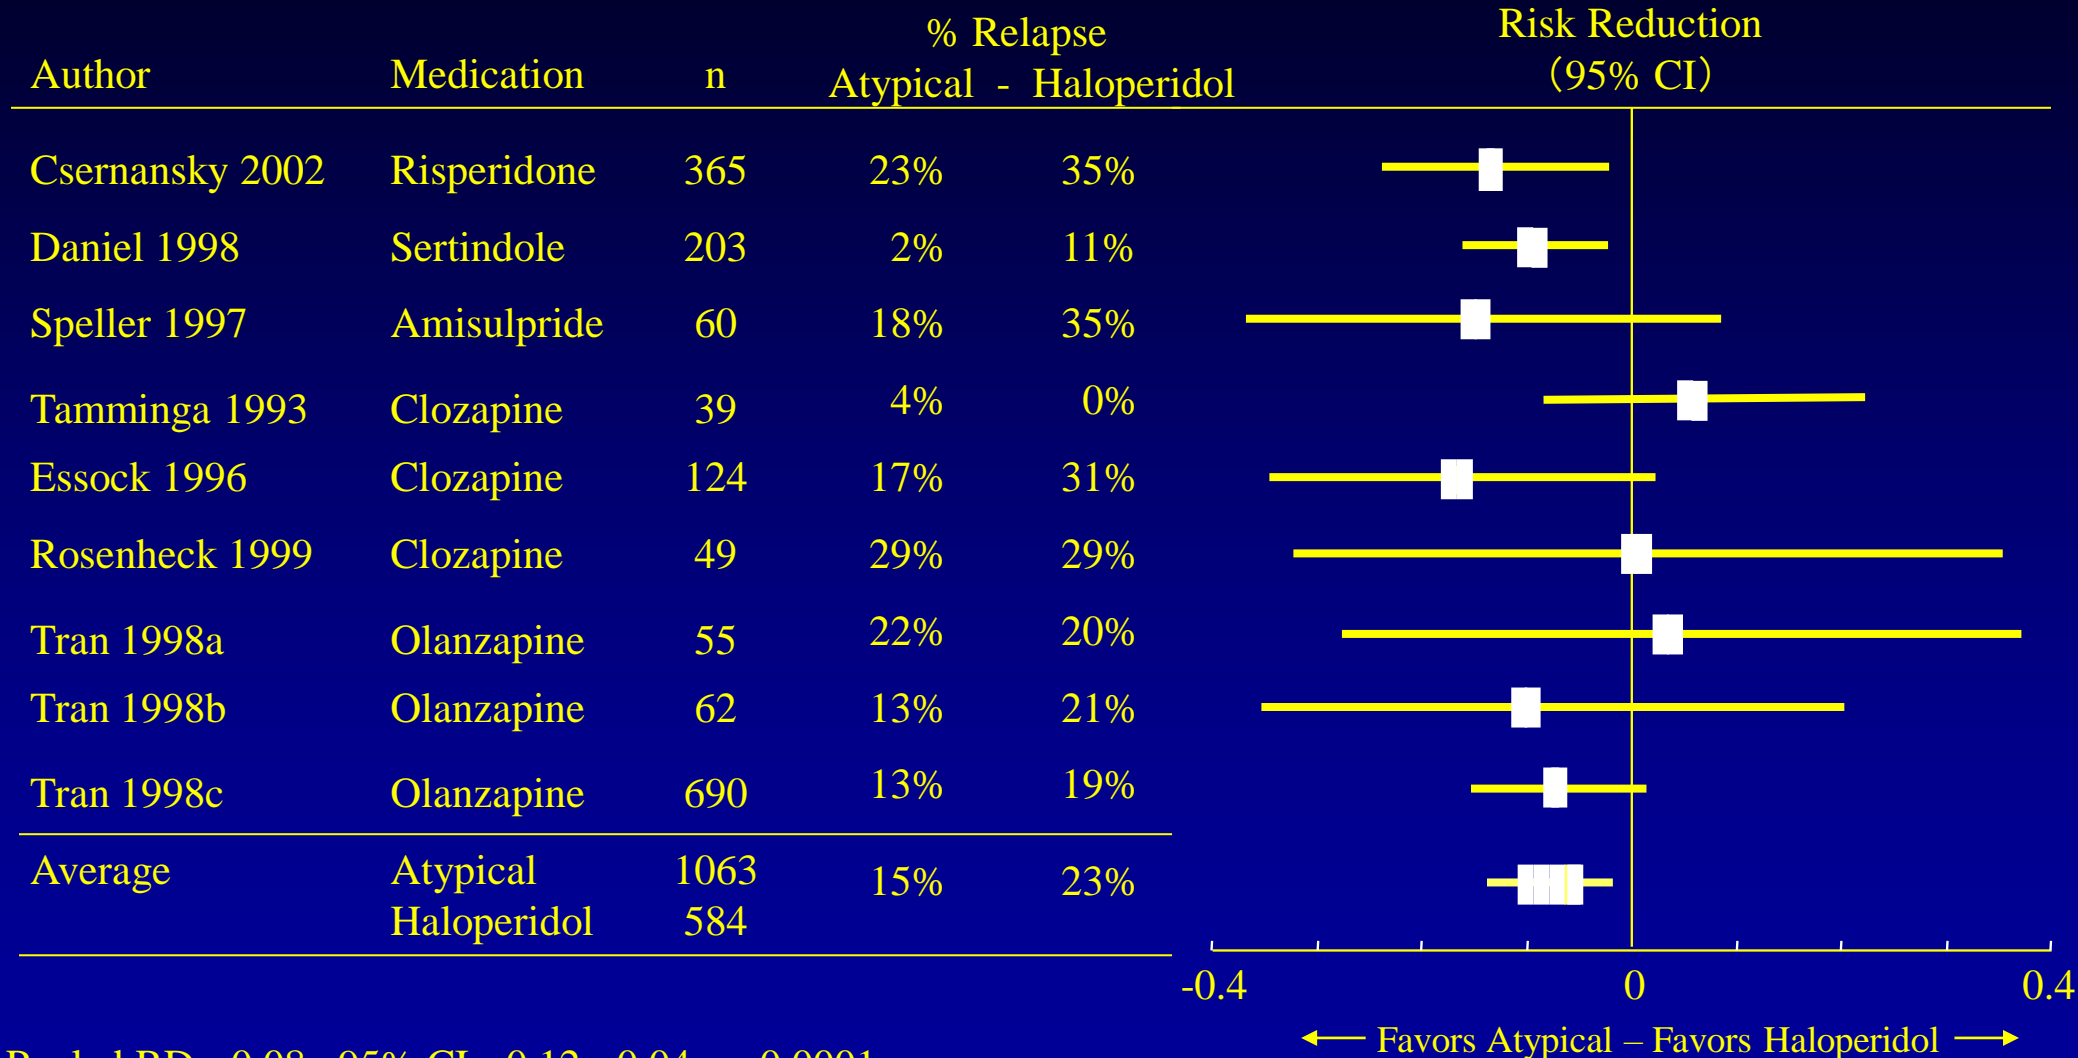 % Relapse
Risk Reduction
Author Medication n Atypical - Haloperidol (95% CI)
Csernansky 2002 Risperidone 365 23% 35%
Daniel 1998 Sertindole 203 2% 11%
Speller 1997 Amisulpride 60 18% 35%
Tamminga 1993 Clozapine 39 4% 0%
Essock 1996 Clozapine 124 17% 31%
Rosenheck 1999 Clozapine 49 29% 29%
Tran 1998a Olanzapine 55 22% 20%
Tran 1998b Olanzapine 62 13% 21%
Tran 1998c Olanzapine 690 13% 19%
Average Atypical 1063 15% 23%
Haloperidol 584
-0.4 0 0.4
Favors Atypical – Favors Haloperidol